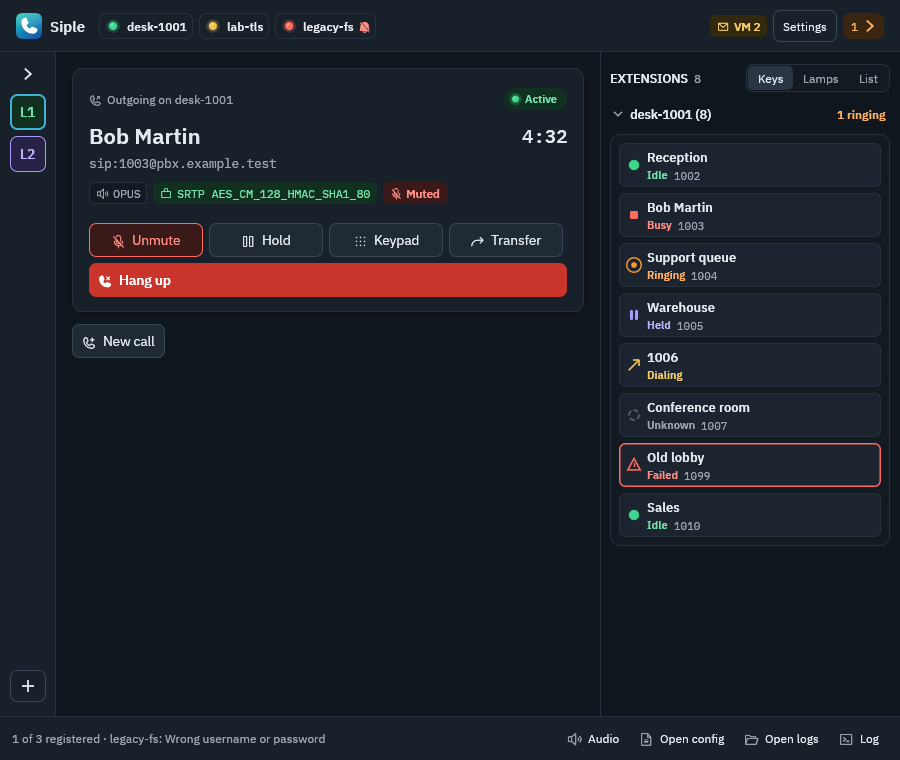 Siple
desk-1001
lab-tls
legacy-fs
VM 2
Settings
1
L1
L2
Outgoing on desk-1001
Active
Bob Martin
4:32
sip:1003@pbx.example.test
OPUS
SRTP AES_CM_128_HMAC_SHA1_80
Muted
Unmute
Hold
Keypad
Transfer
Hang up
New call
EXTENSIONS 8
Keys
Lamps
List
desk-1001 (8)
1 ringing
Reception
Idle 1002
Bob Martin
Busy 1003
Support queue
Ringing 1004
Warehouse
Held 1005
1006
Dialing
Conference room
Unknown 1007
Old lobby
Failed 1099
Sales
Idle 1010
1 of 3 registered · legacy-fs: Wrong username or password
Audio
Open config
Open logs
Log